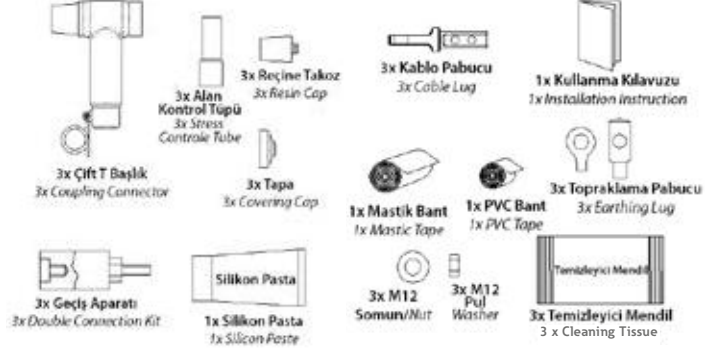 3x Çift T Başlık
3x Coupling Connector
3x Alan
Kontrol Tüpü
3x Stress
Controle Tube
3x Reçine Takoz
3x Resin Cap
3x Tapa
3x Covering Cap
3x Kablo Pabucu
3x Cable Lug
1x Kullanma Kılavuzu
1x Installation Instruction
1x Mastik Bant
1x Mastic Tape
1x PVC Bant
1x PVC Tape
3x Topraklama Pabucu
3x Earthing Lug
3x Geçiş Aparatı
3x Double Connection Kit
Silikon Pasta
1x Silikon Pasta
1x Silicon Paste
3x M12
Somun/Nut
3x M12
Pul
Washer
Temizleyici Mendil
3x Temizleyici Mendil
3 x Cleaning Tissue